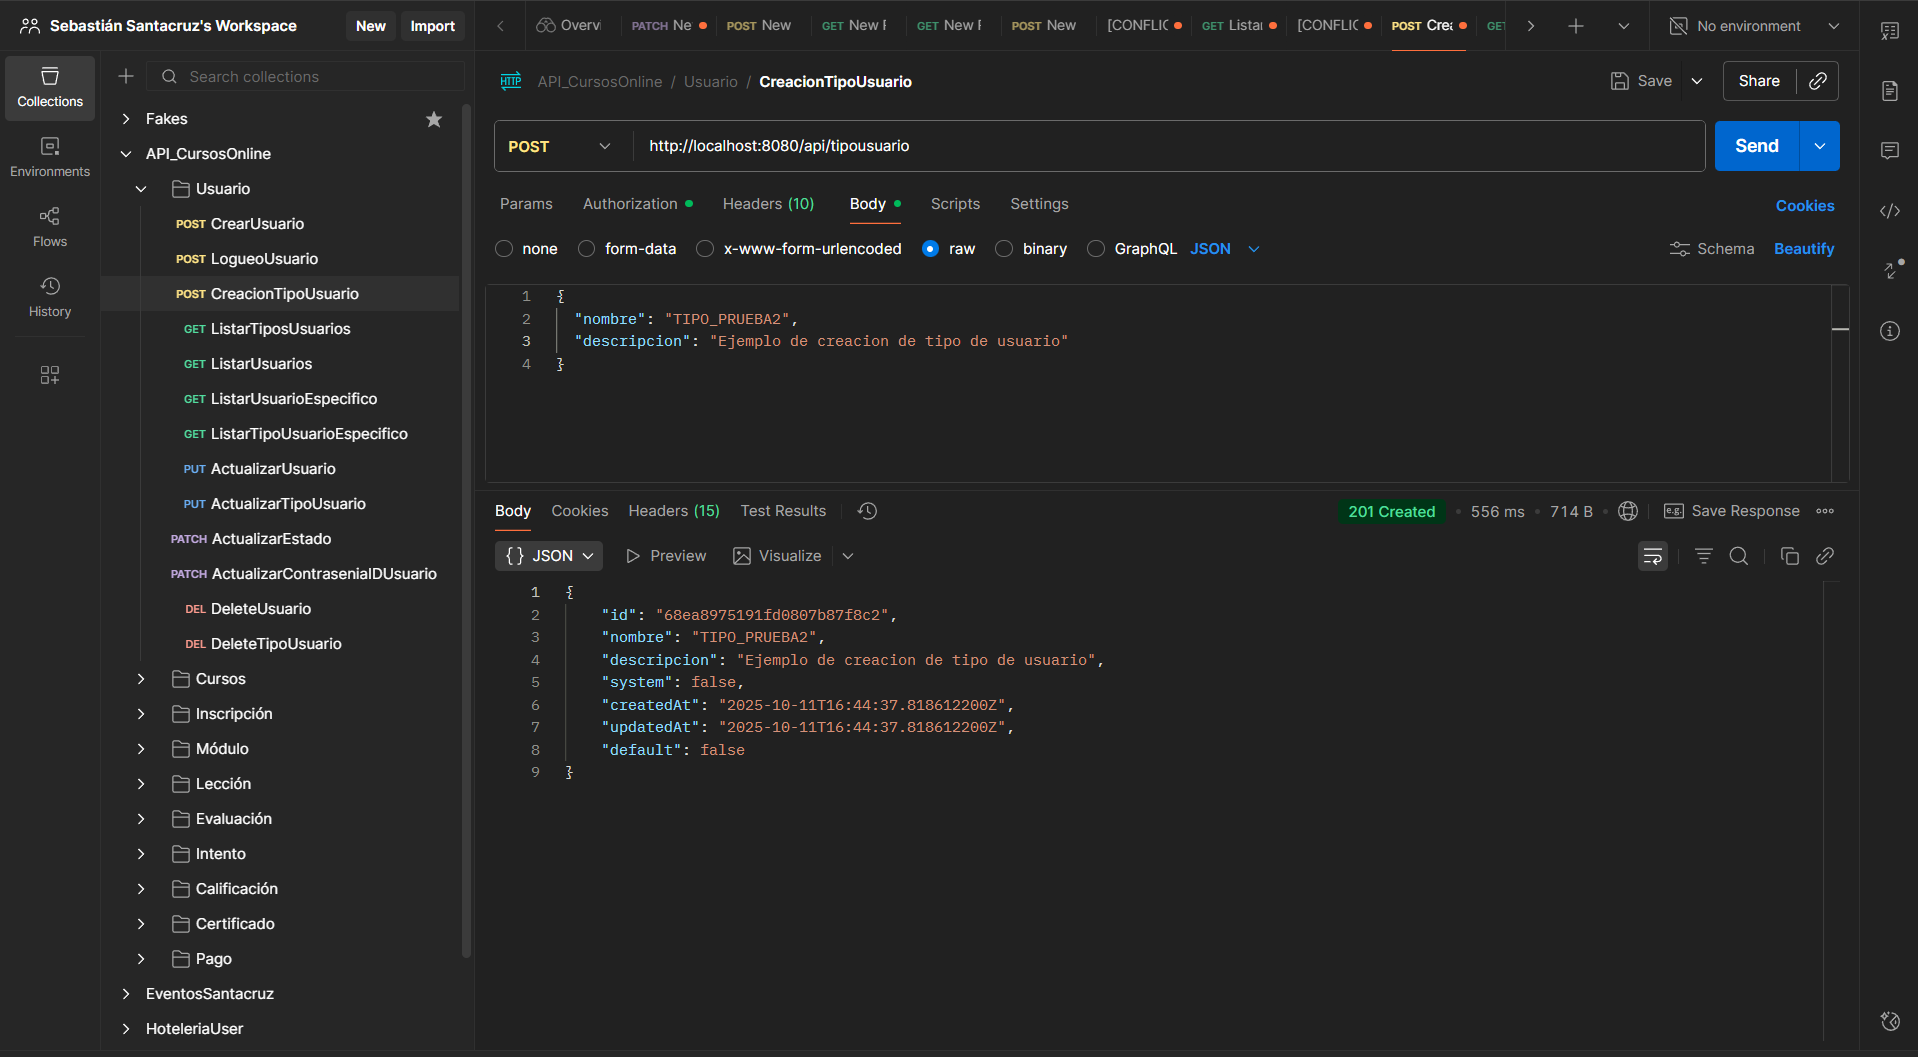 Sebastián Santacruz's Workspace
New
Import
Overvi
PATCH Ne
POST New
GET New F
GET New F
POST New
[CONFLIC
GET Listar
[CONFLIC
POST Crea
GET
No environment
Collections
Environments
Flows
History
Search collections
Fakes
API_CursosOnline
Usuario
POST CrearUsuario
POST LogueoUsuario
POST CreacionTipoUsuario
GET ListarTiposUsuarios
GET ListarUsuarios
GET ListarUsuarioEspecifico
GET ListarTipoUsuarioEspecifico
PUT ActualizarUsuario
PUT ActualizarTipoUsuario
PATCH ActualizarEstado
PATCH ActualizarContraseniaIDUsuario
DEL DeleteUsuario
DEL DeleteTipoUsuario
Cursos
Inscripción
Módulo
Lección
Evaluación
Intento
Calificación
Certificado
Pago
EventosSantacruz
HoteleriaUser
HTTP API_CursosOnline / Usuario / CreacionTipoUsuario
Save
Share
POST http://localhost:8080/api/tipousuario
Send
Params Authorization Headers (10) Body Scripts Settings
Cookies
none form-data x-www-form-urlencoded raw binary GraphQL JSON
Schema
Beautify
1 {
2 "nombre": "TIPO_PRUEBA2",
3 "descripcion": "Ejemplo de creacion de tipo de usuario"
4 }
Body Cookies Headers (15) Test Results
201 Created • 556 ms • 714 B
e.g. Save Response
{} JSON
Preview
Visualize
1 {
2 "id": "68ea8975191fd0807b87f8c2",
3 "nombre": "TIPO_PRUEBA2",
4 "descripcion": "Ejemplo de creacion de tipo de usuario",
5 "system": false,
6 "createdAt": "2025-10-11T16:44:37.818612200Z",
7 "updatedAt": "2025-10-11T16:44:37.818612200Z",
8 "default": false
9 }